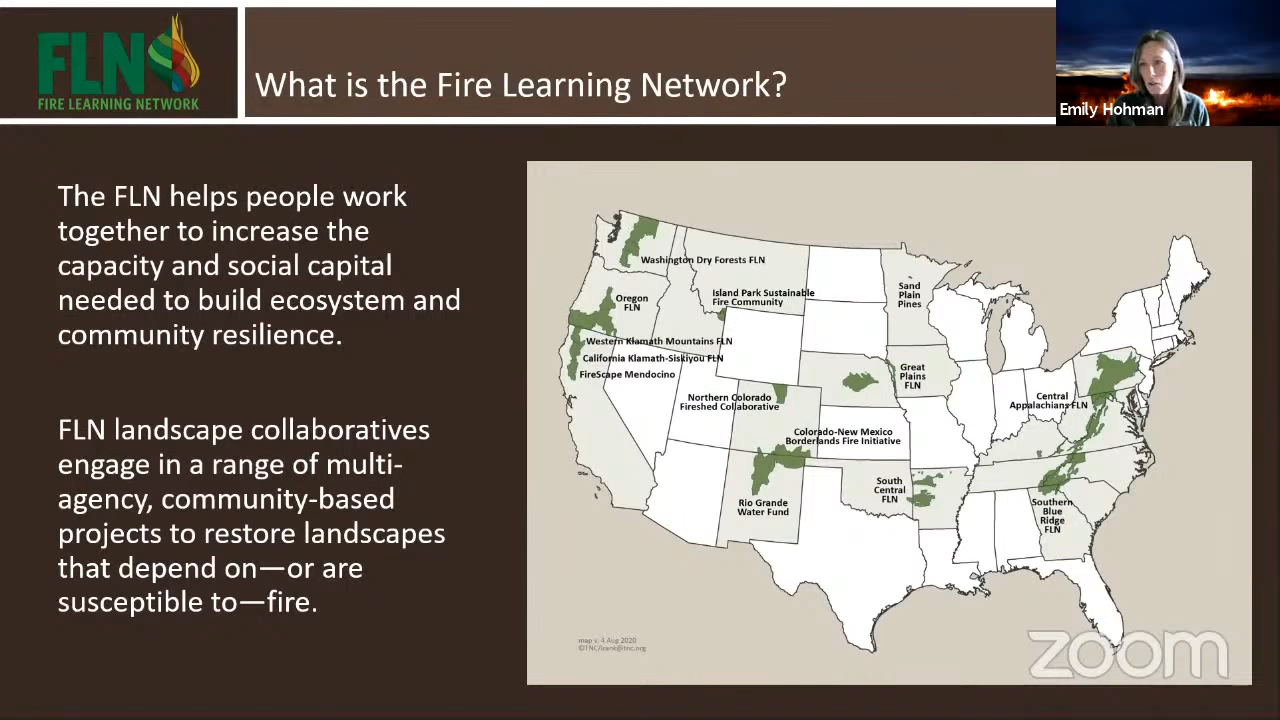 FLN
FIRE LEARNING NETWORK
What is the Fire Learning Network?
Emily Hohman
The FLN helps people work
together to increase the
capacity and social capital
needed to build ecosystem and
community resilience.
FLN landscape collaboratives
engage in a range of multi-
agency, community-based
projects to restore landscapes
that depend on—or are
susceptible to—fire.
Washington Dry Forests FLN
Island Park Sustainable
Fire Community
Oregon
FLN
Western Klamath Mountains FLN
California Klamath-Siskiyou FLN
FireScape Mendocino
Northern Colorado
Fireshed Collaborative
Colorado-New Mexico
Borderlands Fire Initiative
Rio Grande
Water Fund
Sand
Plain
Pines
Great
Plains
FLN
South
Central
FLN
Central
Appalachians FLN
Southern
Blue
Ridge
FLN
map v. 4 Aug 2020
©TNC/lrank@tnc.org
zoom